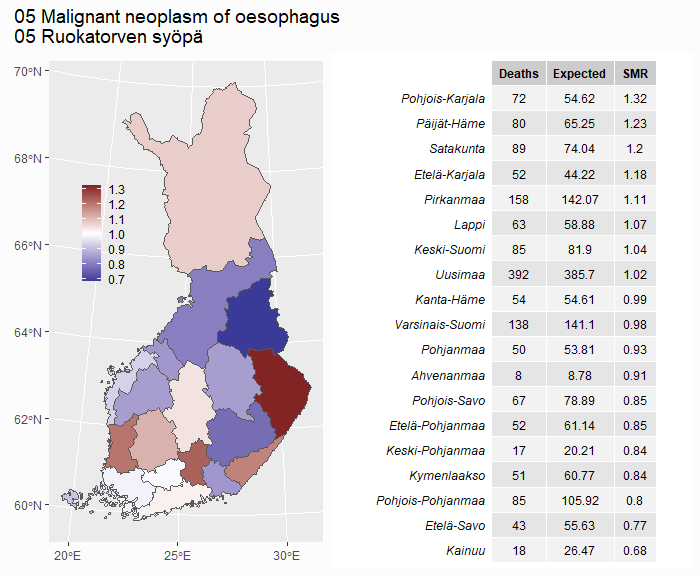 05 Malignant neoplasm of oesophagus
05 Ruokatorven syöpä
70°N
68°N
66°N
64°N
62°N
60°N
20°E
25°E
30°E
1.3
1.2
1.1
1.0
0.9
0.8
0.7
Deaths Expected SMR
Pohjois-Karjala 72 54.62 1.32
Päijät-Häme 80 65.25 1.23
Satakunta 89 74.04 1.2
Etelä-Karjala 52 44.22 1.18
Pirkanmaa 158 142.07 1.11
Lappi 63 58.88 1.07
Keski-Suomi 85 81.9 1.04
Uusimaa 392 385.7 1.02
Kanta-Häme 54 54.61 0.99
Varsinais-Suomi 138 141.1 0.98
Pohjanmaa 50 53.81 0.93
Ahvenanmaa 8 8.78 0.91
Pohjois-Savo 67 78.89 0.85
Etelä-Pohjanmaa 52 61.14 0.85
Keski-Pohjanmaa 17 20.21 0.84
Kymenlaakso 51 60.77 0.84
Pohjois-Pohjanmaa 85 105.92 0.8
Etelä-Savo 43 55.63 0.77
Kainuu 18 26.47 0.68